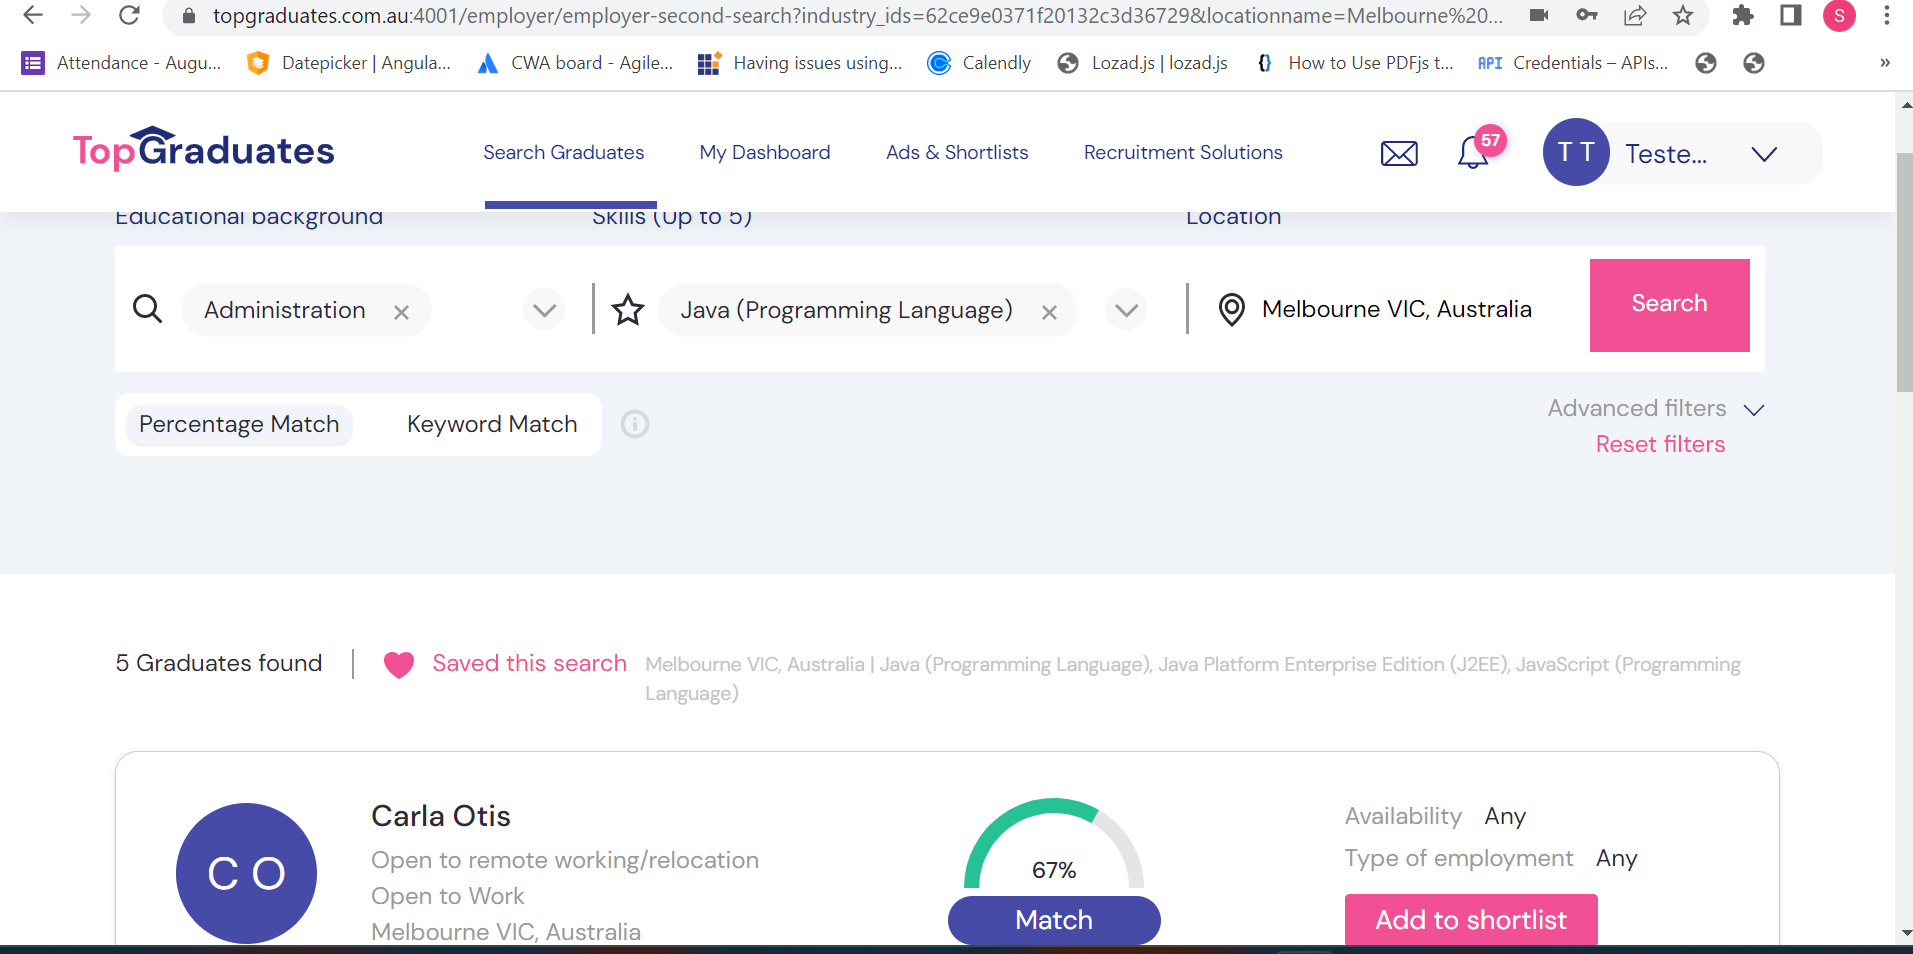 topgraduates.com.au:4001/employer/employer-second-search?industry_ids=62ce9e0371f20132c3d36729&locationname=Melbourne%20...
S
Attendance - Augu...
Datepicker | Angula...
CWA board - Agile...
Having issues using...
Calendly
Lozad.js | lozad.js
{} How to Use PDFjs t...
API Credentials – APIs...
»
TopGraduates
Search Graduates
My Dashboard
Ads & Shortlists
Recruitment Solutions
57
T T
Teste...
Educational background
Skills (Up to 5)
Location
Administration ×
Java (Programming Language) ×
Melbourne VIC, Australia
Search
Percentage Match
Keyword Match
Advanced filters
Reset filters
5 Graduates found
Saved this search
Melbourne VIC, Australia | Java (Programming Language), Java Platform Enterprise Edition (J2EE), JavaScript (Programming
Language)
C O
Carla Otis
Open to remote working/relocation
Open to Work
Melbourne VIC, Australia
67%
Match
Availability Any
Type of employment Any
Add to shortlist